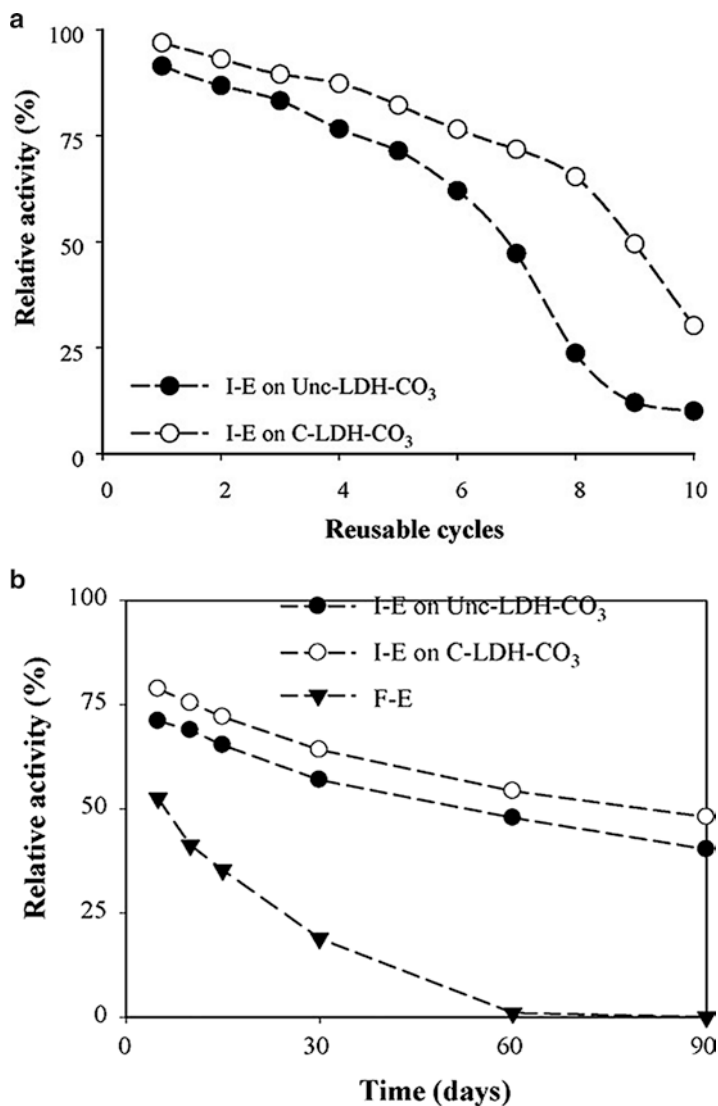 a
100
75
50
25
0
Relative activity (%)
I-E on Unc-LDH-CO₃
I-E on C-LDH-CO₃
0 2 4 6 8 10
Reusable cycles
b
100
75
50
25
0
Relative activity (%)
I-E on Unc-LDH-CO₃
I-E on C-LDH-CO₃
F-E
0 30 60 90
Time (days)